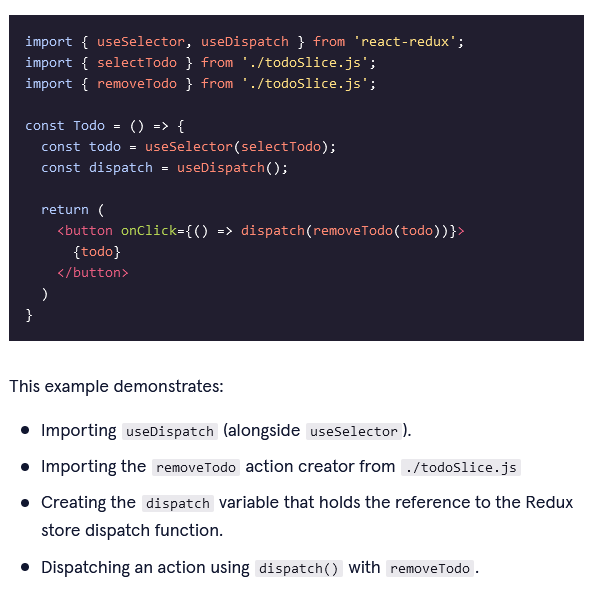 import { useSelector, useDispatch } from 'react-redux';
import { selectTodo } from './todoSlice.js';
import { removeTodo } from './todoSlice.js';

const Todo = () => {
  const todo = useSelector(selectTodo);
  const dispatch = useDispatch();

  return (
    <button onClick={() => dispatch(removeTodo(todo))}>
      {todo}
    </button>
  )
}

This example demonstrates:
• Importing useDispatch (alongside useSelector).
• Importing the removeTodo action creator from ./todoSlice.js
• Creating the dispatch variable that holds the reference to the Redux
store dispatch function.
• Dispatching an action using dispatch() with removeTodo.